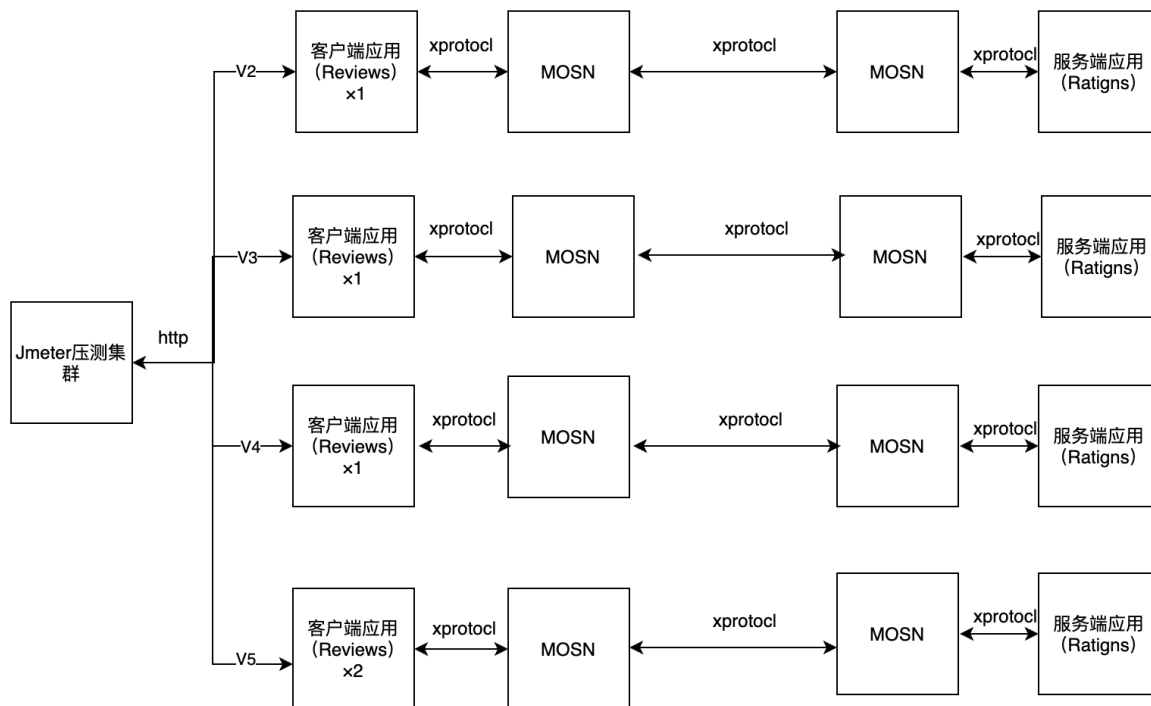 客户端应用
（Reviews）
×1
xprotocl
MOSN
xprotocl
MOSN
xprotocl
服务端应用
（Ratigns）
V2
客户端应用
（Reviews）
×1
xprotocl
MOSN
xprotocl
MOSN
xprotocl
服务端应用
（Ratigns）
V3
Jmeter压测集
群
http
客户端应用
（Reviews）
×1
xprotocl
MOSN
xprotocl
MOSN
xprotocl
服务端应用
（Ratigns）
V4
客户端应用
（Reviews）
×2
xprotocl
MOSN
xprotocl
MOSN
xprotocl
服务端应用
（Ratigns）
V5